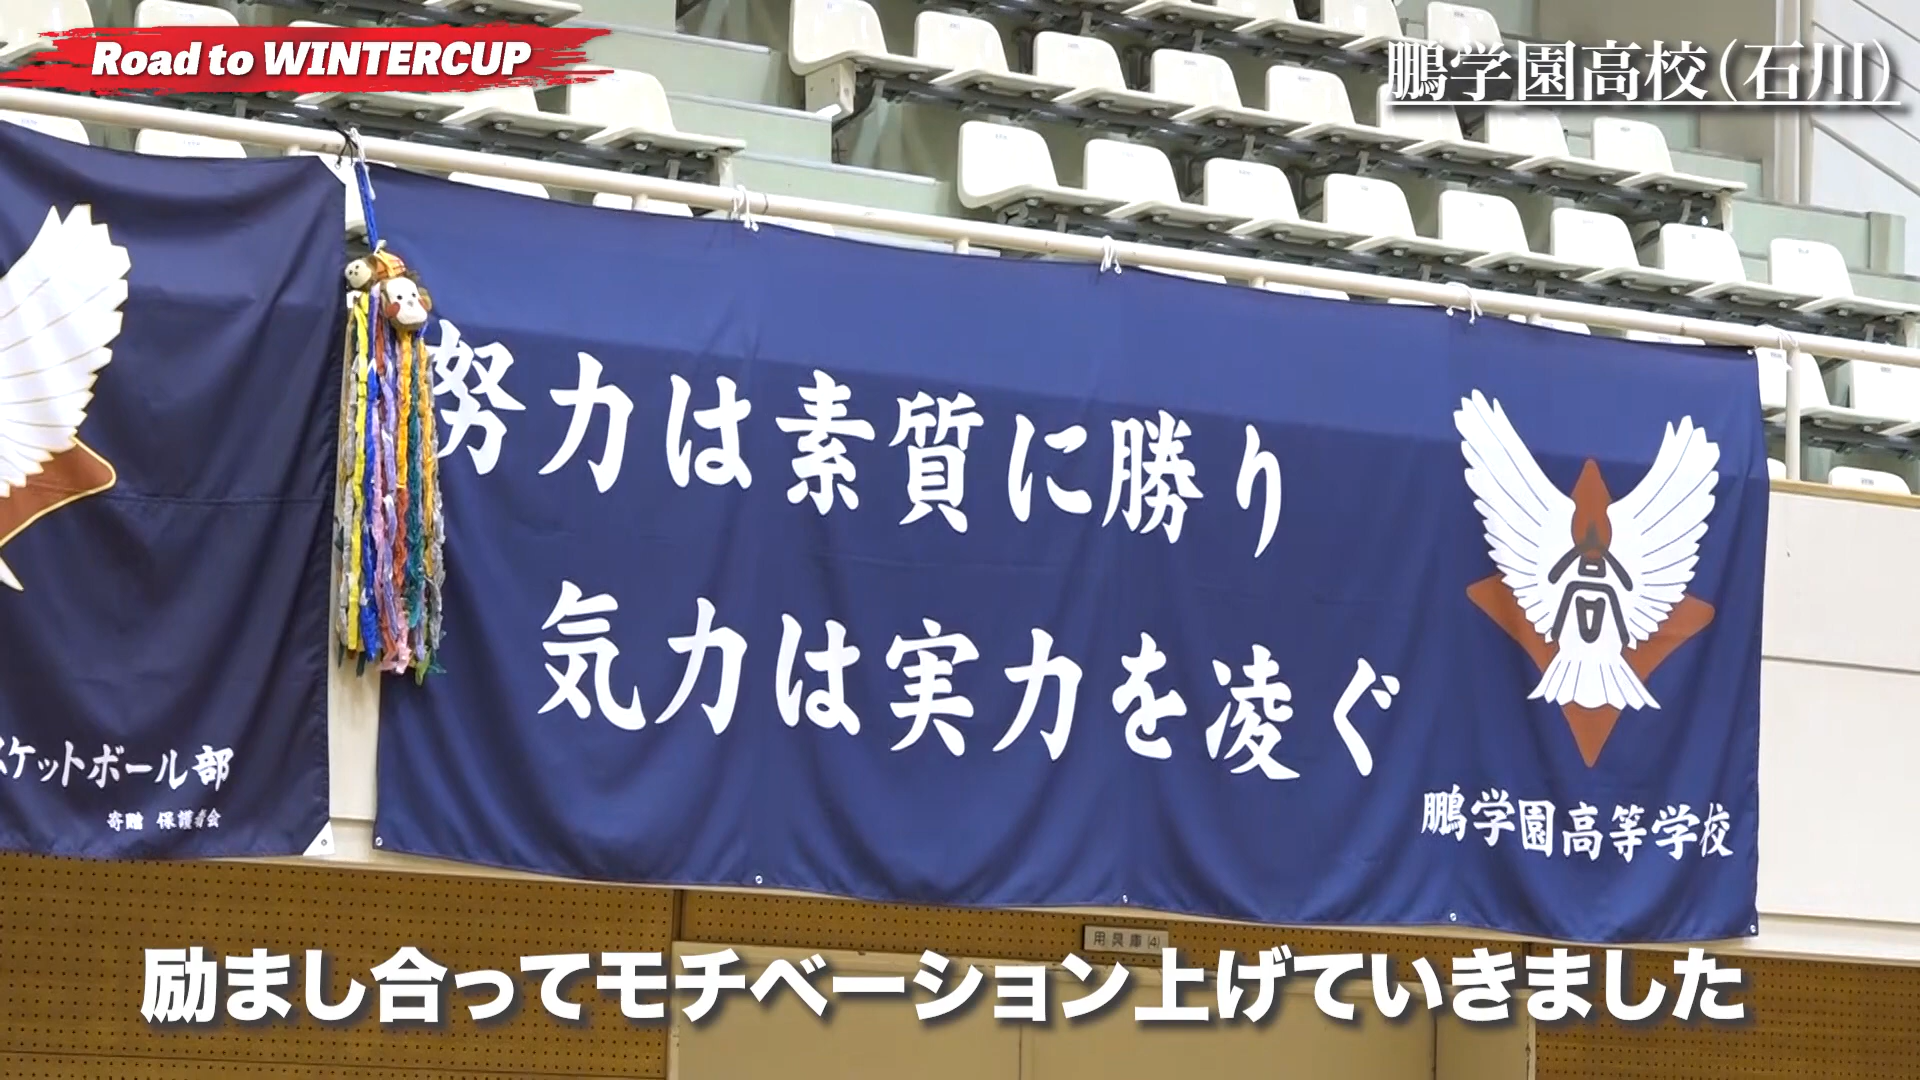 Road to WINTERCUP
鵬学園高校(石川)
努力は素質に勝り
気力は実力を凌ぐ
高
鵬学園高等学校
スケットボール部
寄贈 保護者会
用具庫(4)
励まし合ってモチベーション上げていきました